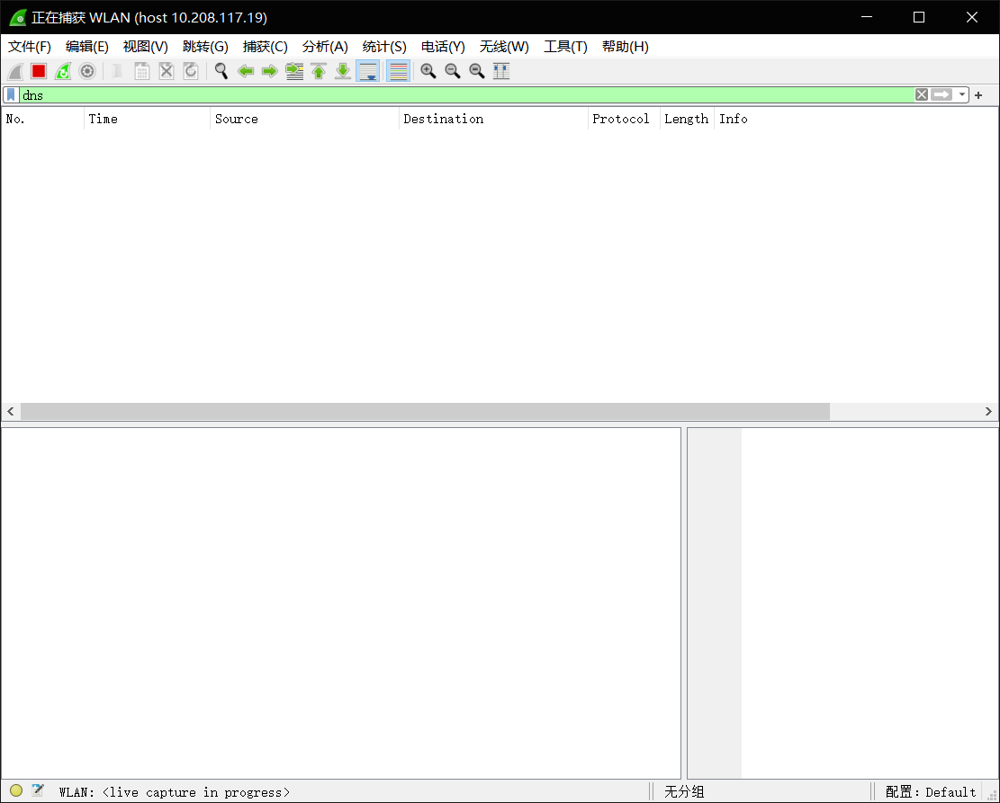 正在捕获 WLAN (host 10.208.117.19)
文件(F) 编辑(E) 视图(V) 跳转(G) 捕获(C) 分析(A) 统计(S) 电话(Y) 无线(W) 工具(T) 帮助(H)
dns +
No. Time Source Destination Protocol Length Info
WLAN: <live capture in progress> 无分组 配置：Default